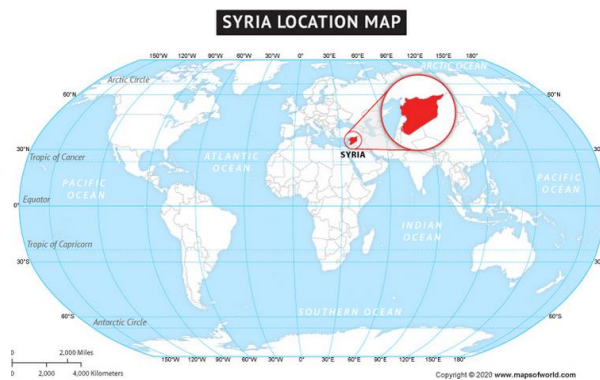 SYRIA LOCATION MAP
150°W 120°W 90°W 60°W 30°W 0° 30°E 60°E 90°E 120°E 150°E 180°
ARCTIC OCEAN
Arctic Circle
60°N 60°N
30°N 30°N
SYRIA
Tropic of Cancer
ATLANTIC
OCEAN
PACIFIC
OCEAN
PACIFIC
OCEAN
Equator
0° 0°
INDIAN
OCEAN
Tropic of Capricorn
30°S 30°S
SOUTHERN OCEAN
60°S 60°S
Antarctic Circle
150°W 120°W 90°W 60°W 30°W 0° 30°E 60°E 90°E 120°E 150°E 180°
0 2,000 Miles
0 2,000 4,000 Kilometers
Copyright © 2020 www.mapsofworld.com